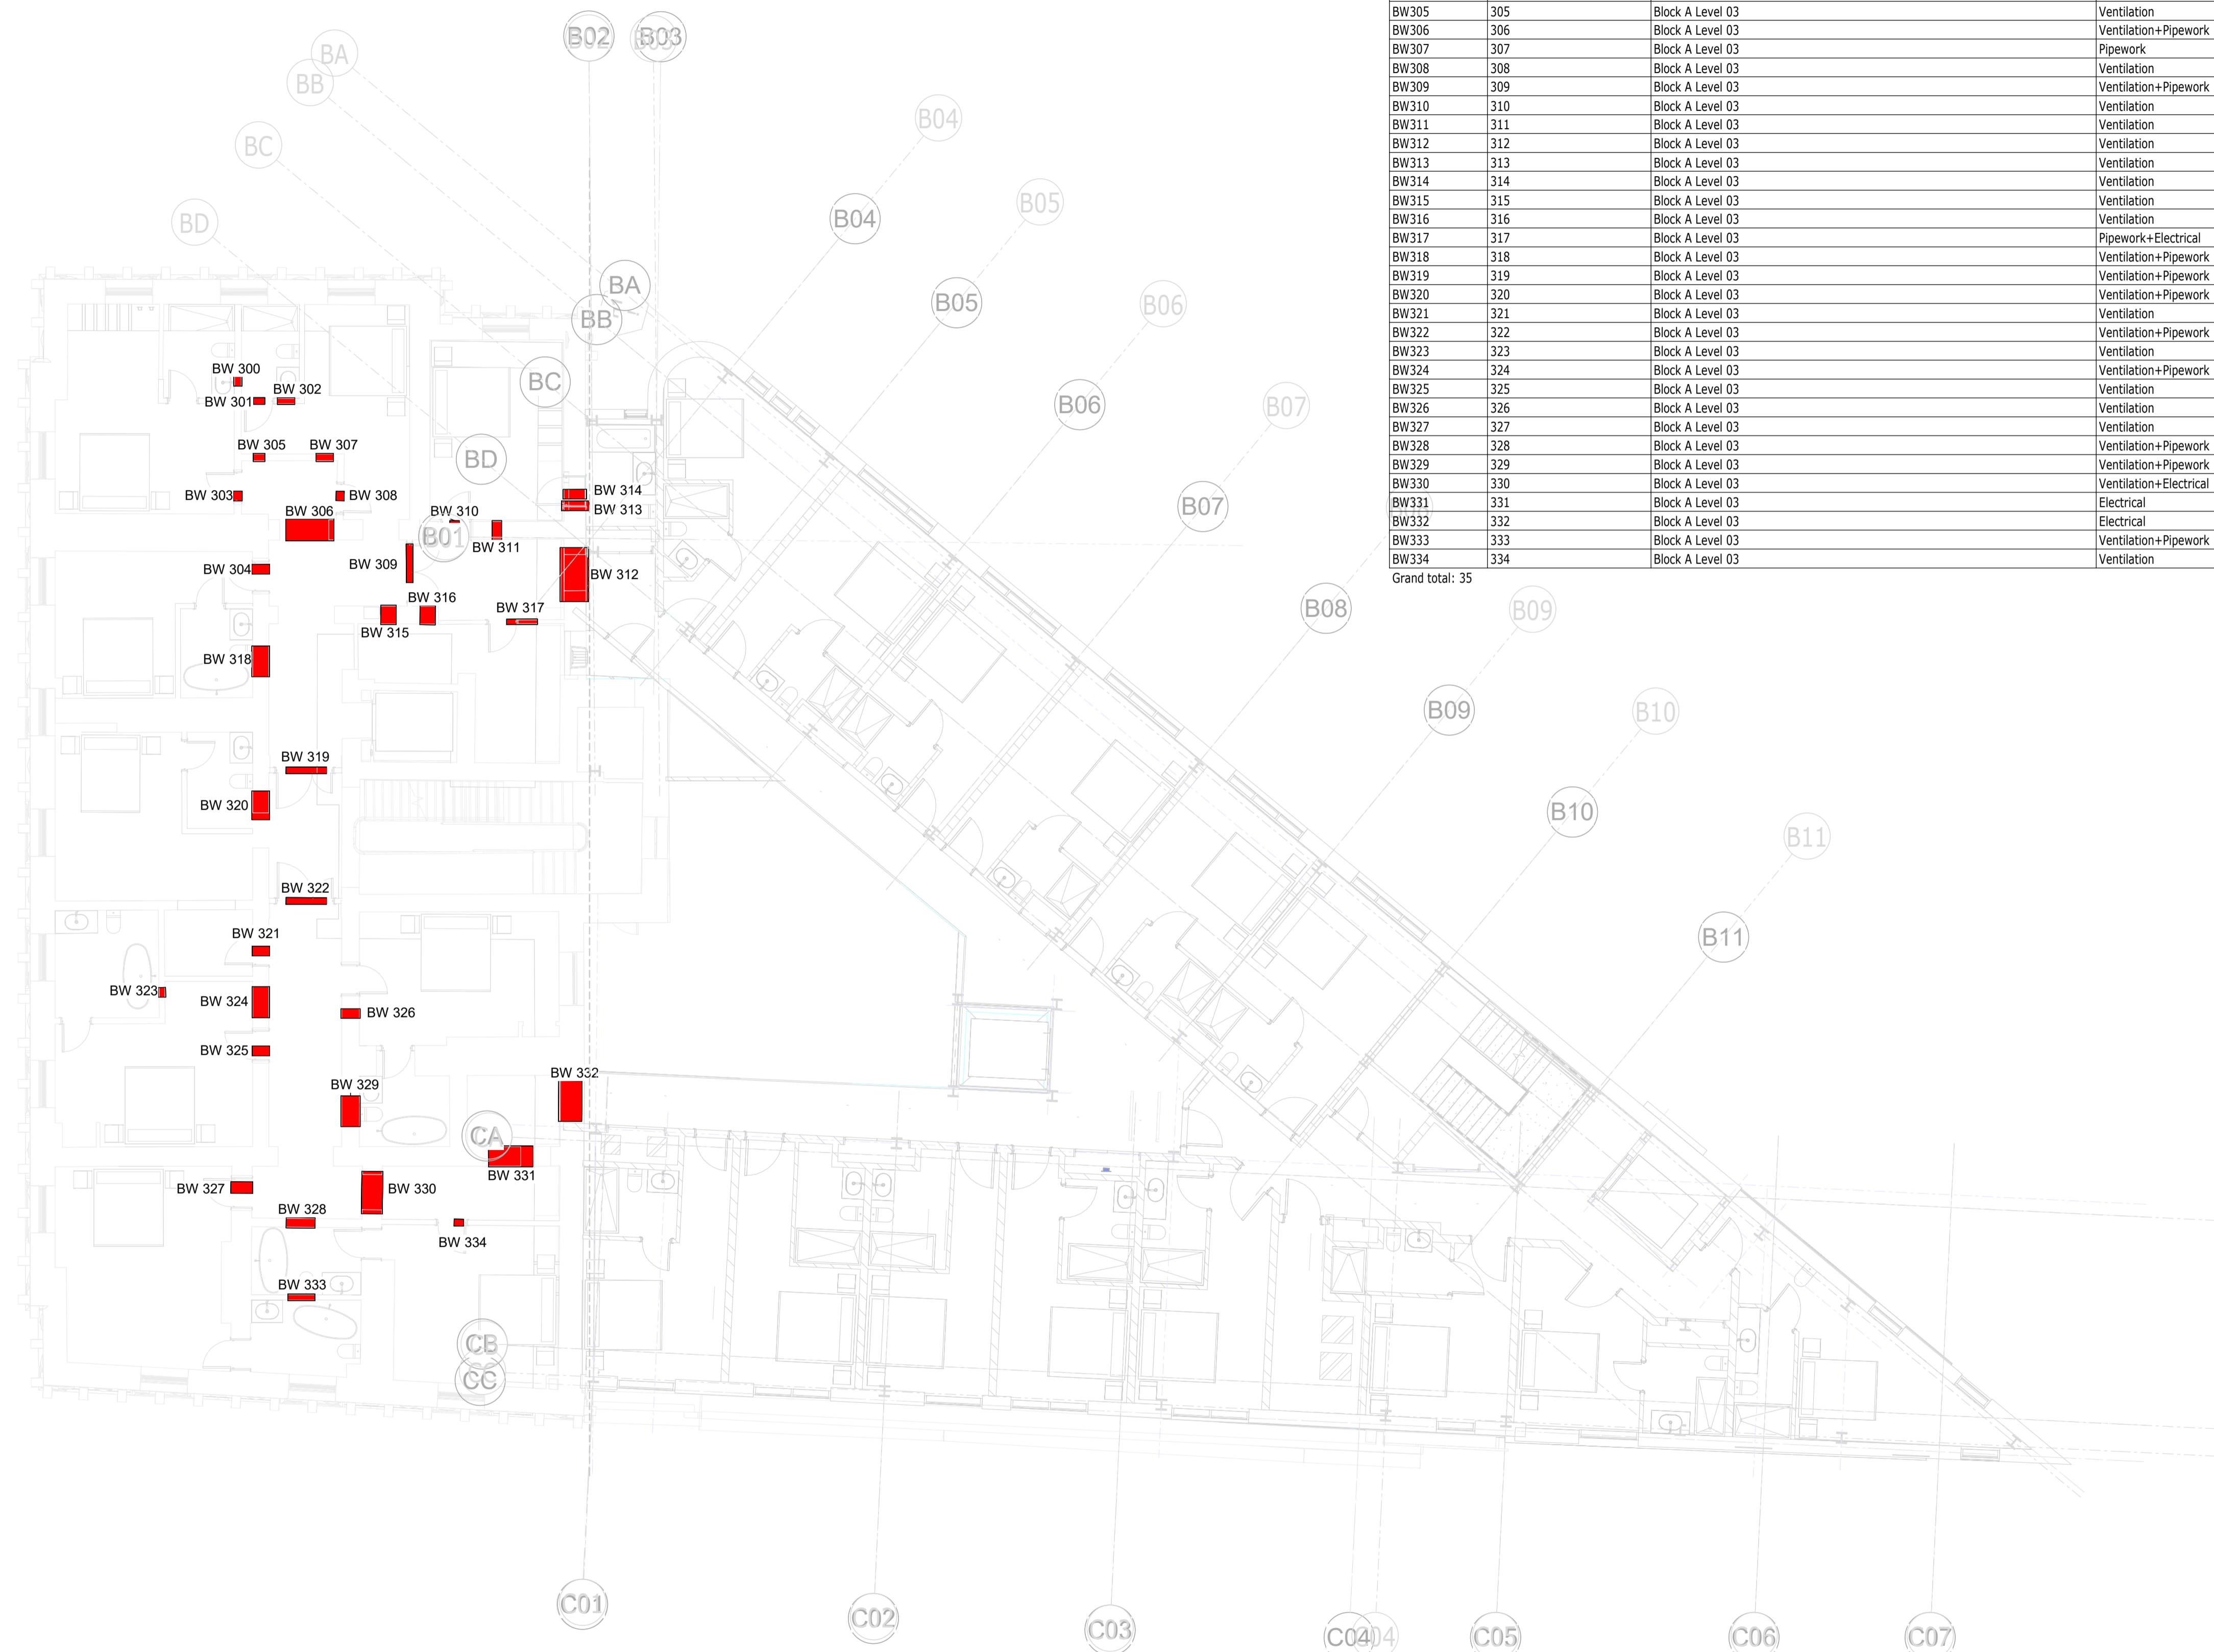 BW305 305 Block A Level 03 Ventilation
BW306 306 Block A Level 03 Ventilation+Pipework
BW307 307 Block A Level 03 Pipework
BW308 308 Block A Level 03 Ventilation
BW309 309 Block A Level 03 Ventilation+Pipework
BW310 310 Block A Level 03 Ventilation
BW311 311 Block A Level 03 Ventilation
BW312 312 Block A Level 03 Ventilation
BW313 313 Block A Level 03 Ventilation
BW314 314 Block A Level 03 Ventilation
BW315 315 Block A Level 03 Ventilation
BW316 316 Block A Level 03 Ventilation
BW317 317 Block A Level 03 Pipework+Electrical
BW318 318 Block A Level 03 Ventilation+Pipework
BW319 319 Block A Level 03 Ventilation+Pipework
BW320 320 Block A Level 03 Ventilation+Pipework
BW321 321 Block A Level 03 Ventilation
BW322 322 Block A Level 03 Ventilation+Pipework
BW323 323 Block A Level 03 Ventilation
BW324 324 Block A Level 03 Ventilation+Pipework
BW325 325 Block A Level 03 Ventilation
BW326 326 Block A Level 03 Ventilation
BW327 327 Block A Level 03 Ventilation
BW328 328 Block A Level 03 Ventilation+Pipework
BW329 329 Block A Level 03 Ventilation+Pipework
BW330 330 Block A Level 03 Ventilation+Electrical
BW331 331 Block A Level 03 Electrical
BW332 332 Block A Level 03 Electrical
BW333 333 Block A Level 03 Ventilation+Pipework
BW334 334 Block A Level 03 Ventilation
Grand total: 35
B02
B02
B03
B03
BA
BB
BC
BD
B04
B04
B05
B05
BA
BB
BC
BD
B06
B06
B07
B07
B08
B09
B09
B10
B10
B11
B11
B01
BW 300
BW 301
BW 302
BW 305
BW 307
BW 303
BW 308
BW 306
BW 310
BW 311
BW 314
BW 313
BW 304
BW 309
BW 312
BW 316
BW 315
BW 317
BW 318
BW 319
BW 320
BW 322
BW 321
BW 323
BW 324
BW 326
BW 325
BW 329
BW 332
CA
BW 331
BW 327
BW 330
BW 328
BW 334
BW 333
CB
CC
C01
C02
C03
C04
C04
C05
C06
C07